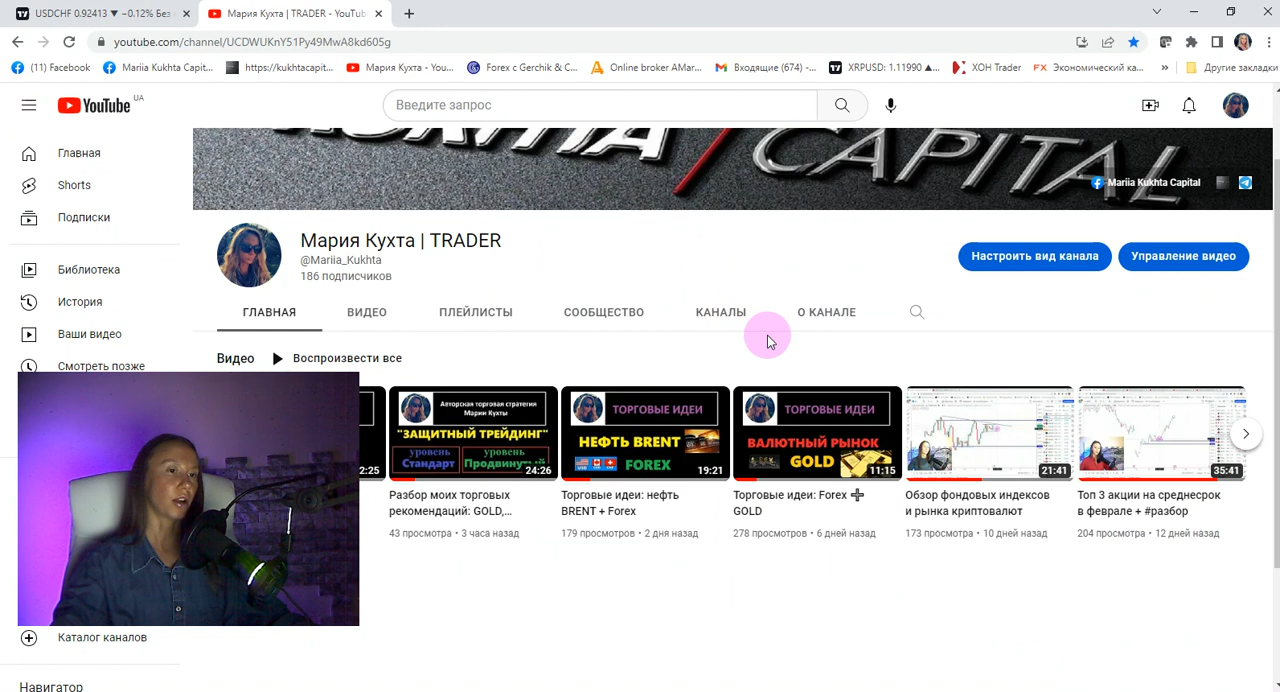 USDCHF 0.92413 ▼ −0.12% Без
Мария Кухта | TRADER - YouTub
youtube.com/channel/UCDWUKnY51Py49MwA8kd605g
(11) Facebook
Mariia Kukhta Capit...
https://kukhtacapit...
Мария Кухта - You...
Forex c Gerchik & C...
Online broker AMar...
Входящие (674) -...
XRPUSD: 1.11990 ▲...
XOH Trader
FX Экономический ка...
Другие закладки
YouTube UA
Введите запрос
CAPITAL
Mariia Kukhta Capital
Главная
Shorts
Подписки
Библиотека
История
Ваши видео
Смотреть позже
Мария Кухта | TRADER
@Mariia_Kukhta
186 подписчиков
Настроить вид канала
Управление видео
ГЛАВНАЯ
ВИДЕО
ПЛЕЙЛИСТЫ
СООБЩЕСТВО
КАНАЛЫ
О КАНАЛЕ
Видео
Воспроизвести все
2:25
Авторская торговая стратегия
Марии Кухты
"ЗАЩИТНЫЙ ТРЕЙДИНГ"
уровень
Стандарт
уровень
Продвинутый
24:26
ТОРГОВЫЕ ИДЕИ
НЕФТЬ BRENT
FOREX
19:21
ТОРГОВЫЕ ИДЕИ
ВАЛЮТНЫЙ РЫНОК
GOLD
11:15
21:41
35:41
Разбор моих торговых
рекомендаций: GOLD,...
43 просмотра • 3 часа назад
Торговые идеи: нефть
BRENT + Forex
179 просмотров • 2 дня назад
Торговые идеи: Forex ➕
GOLD
278 просмотров • 6 дней назад
Обзор фондовых индексов
и рынка криптовалют
173 просмотра • 10 дней назад
Топ 3 акции на среднесрок
в феврале + #разбор
204 просмотра • 12 дней назад
Каталог каналов
Навигатор